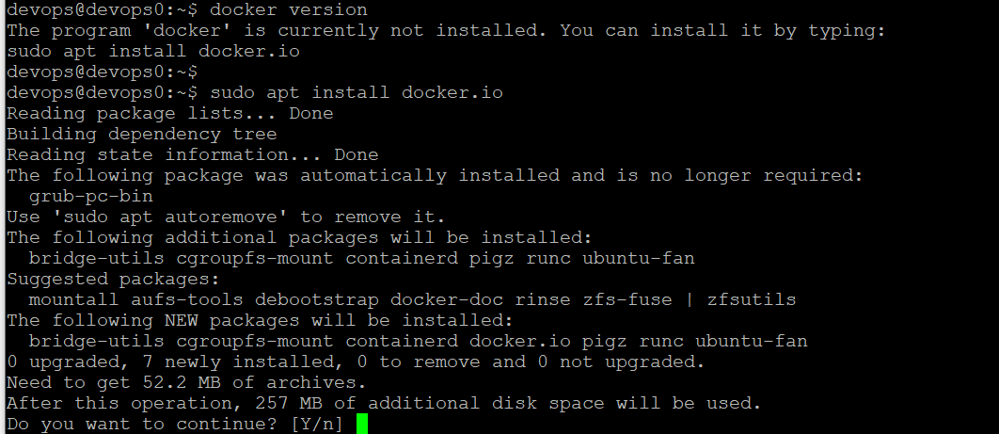 devops@devops0:~$ docker version
The program 'docker' is currently not installed. You can install it by typing:
sudo apt install docker.io
devops@devops0:~$
devops@devops0:~$ sudo apt install docker.io
Reading package lists... Done
Building dependency tree
Reading state information... Done
The following package was automatically installed and is no longer required:
  grub-pc-bin
Use 'sudo apt autoremove' to remove it.
The following additional packages will be installed:
  bridge-utils cgroupfs-mount containerd pigz runc ubuntu-fan
Suggested packages:
  mountall aufs-tools debootstrap docker-doc rinse zfs-fuse | zfsutils
The following NEW packages will be installed:
  bridge-utils cgroupfs-mount containerd docker.io pigz runc ubuntu-fan
0 upgraded, 7 newly installed, 0 to remove and 0 not upgraded.
Need to get 52.2 MB of archives.
After this operation, 257 MB of additional disk space will be used.
Do you want to continue? [Y/n]